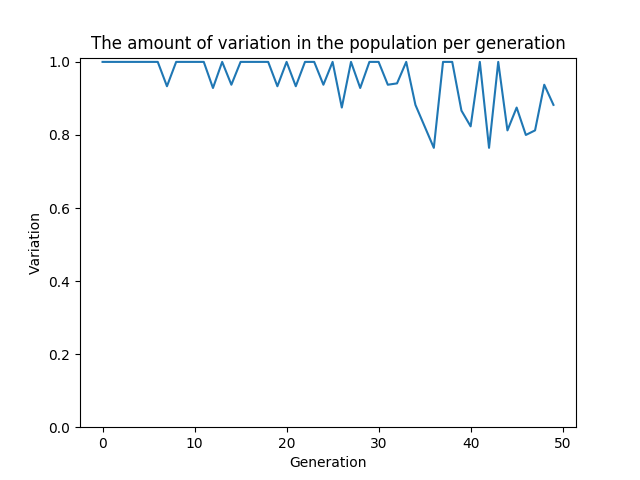 The amount of variation in the population per generation
1.0
0.8
0.6
0.4
0.2
0.0
Variation
0 10 20 30 40 50
Generation